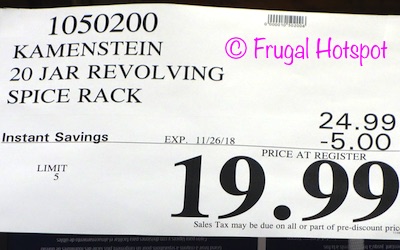 1050200
KAMENSTEIN
20 JAR REVOLVING
SPICE RACK
© Frugal Hotspot
24.99
Instant Savings EXP. 11/26/18 -5.00
PRICE AT REGISTER
LIMIT
5
19.99
Sales Tax may be due on all or part of pre-discount price